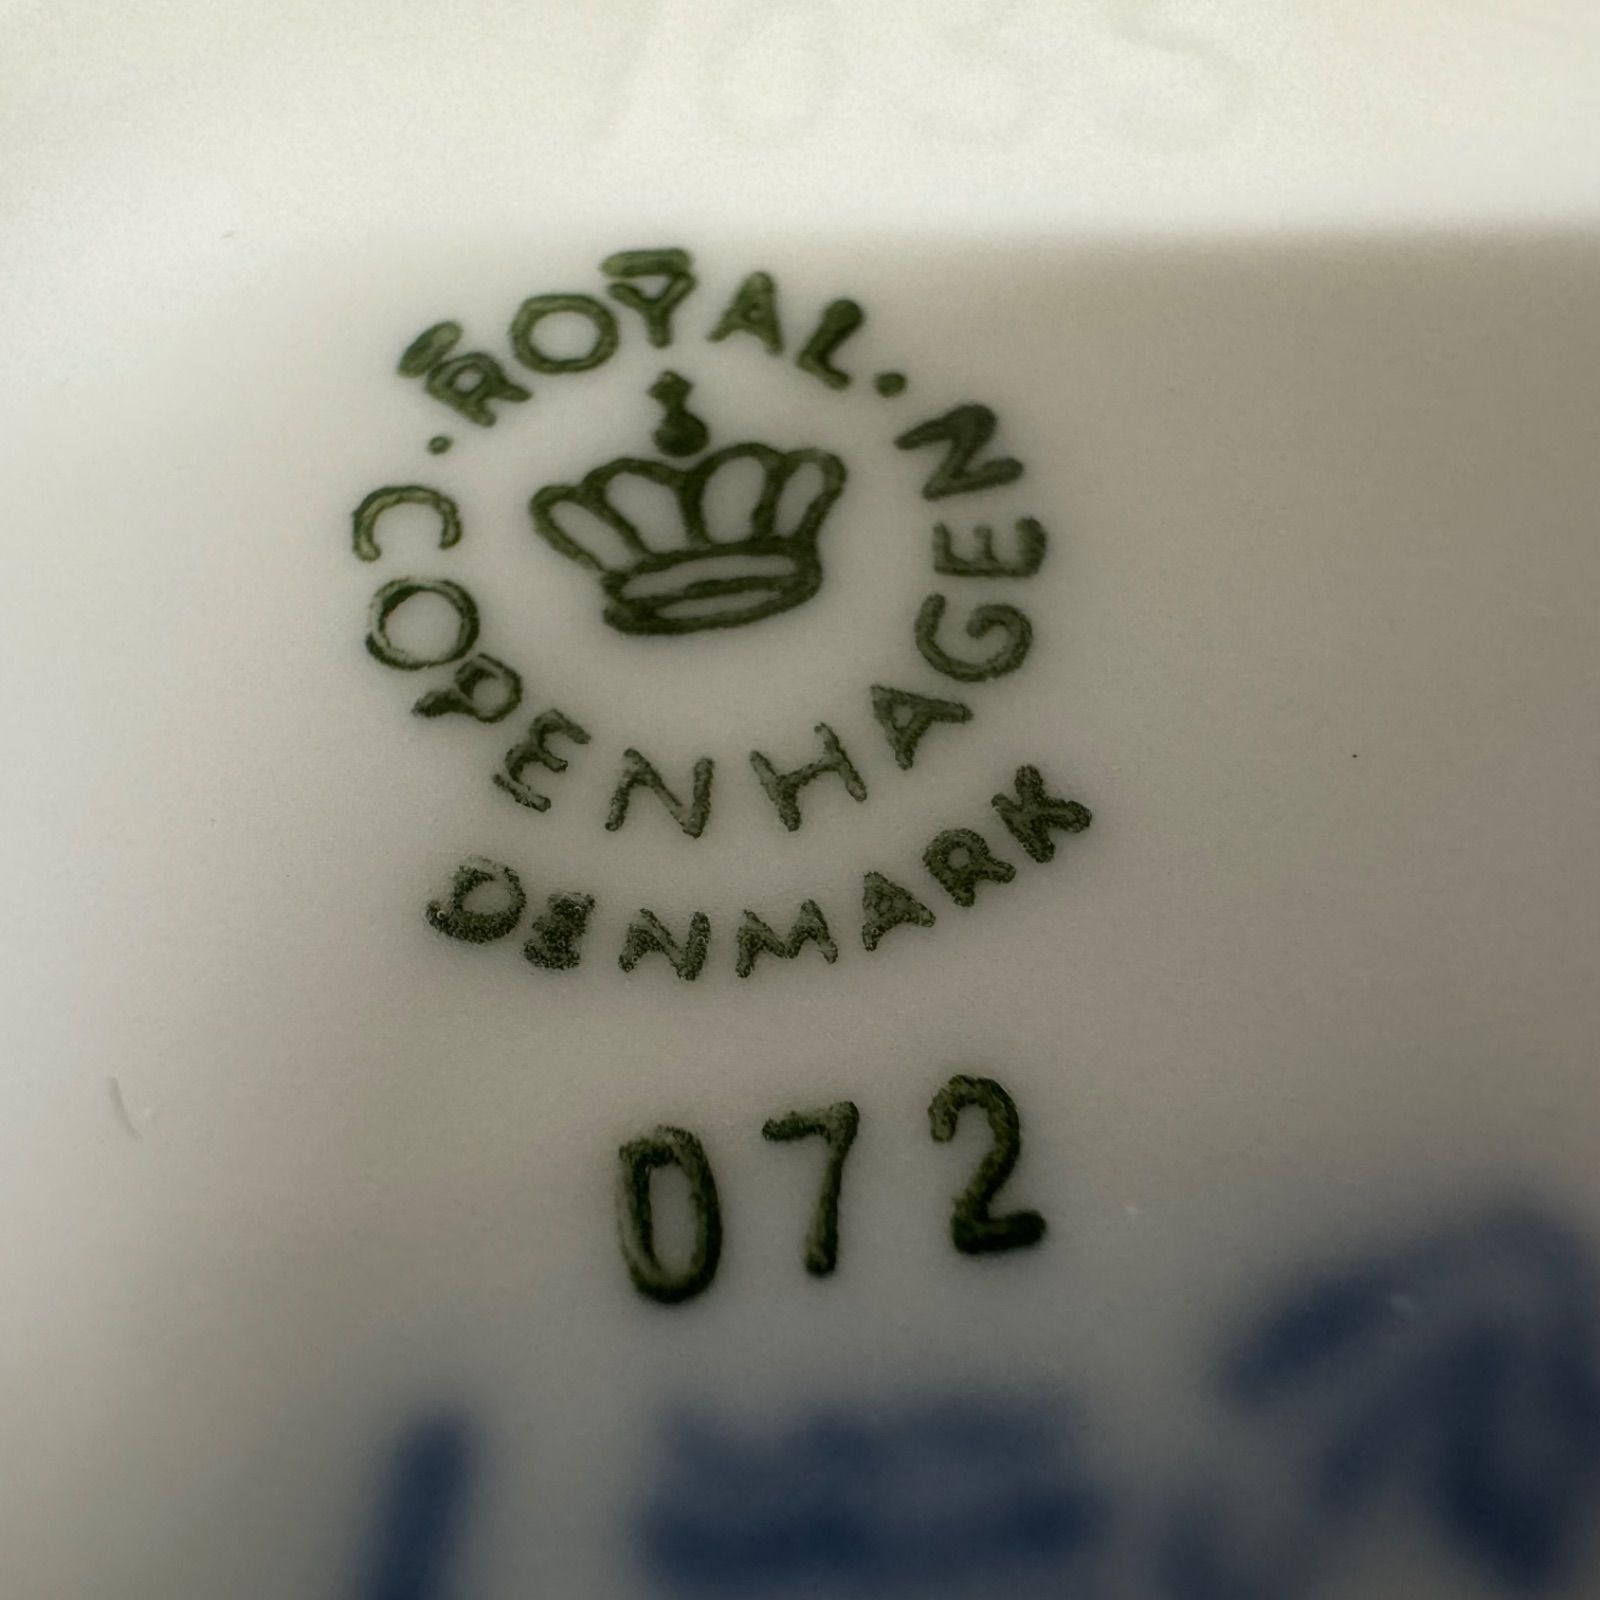 · ROYAL · COPENHAGEN
DENMARK
072